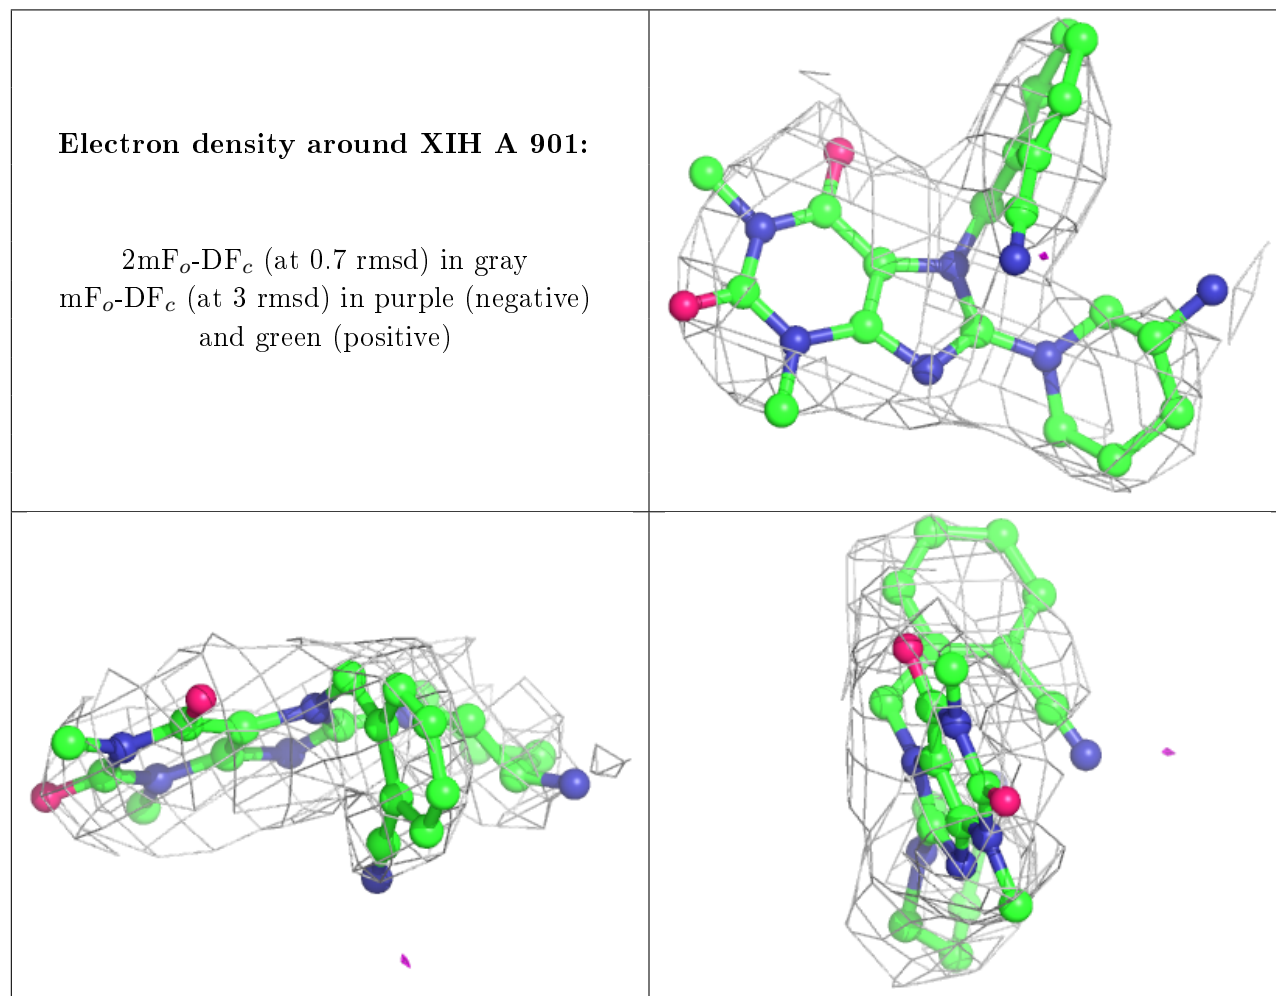 Electron density around XIH A 901:
2mFo-DFc (at 0.7 rmsd) in gray
mFo-DFc (at 3 rmsd) in purple (negative)
and green (positive)